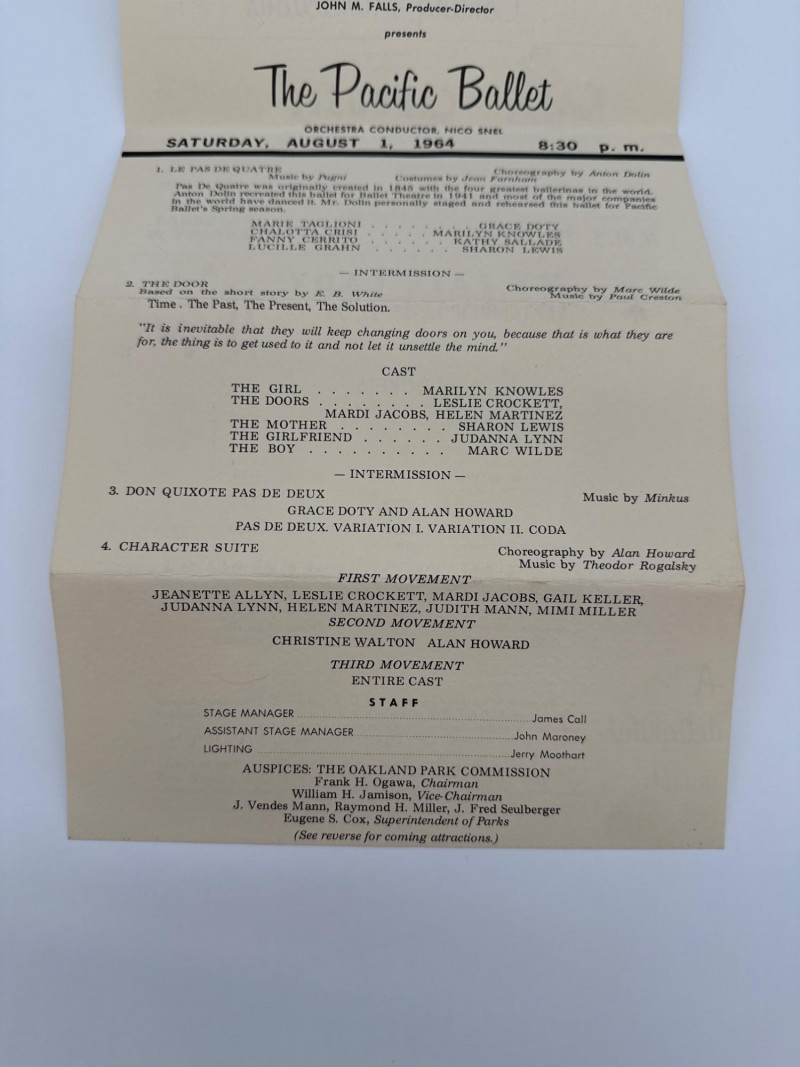 JOHN M. FALLS, Producer-Director
presents
The Pacific Ballet
ORCHESTRA CONDUCTOR, NICO SNEL
SATURDAY, AUGUST 1, 1964 8:30 p. m.
1. LE PAS DE QUATRE Choreography by Anton Dolin
Music by Pugni Costumes by Jean Farnham
Pas De Quatre was originally created in 1845 with the four greatest ballerinas in the world.
Anton Dolin recreated this ballet for Ballet Theatre in 1941 and most of the major companies
in the world have danced it. Mr. Dolin personally staged and rehearsed this ballet for Pacific
Ballet's Spring season.
MARIE TAGLIONI . . . . . . . GRACE DOTY
CHALOTTA CRISI . . . . . MARILYN KNOWLES
FANNY CERRITO . . . . . . KATHY SALLADE
LUCILLE GRAHN . . . . . . SHARON LEWIS
— INTERMISSION —
2. THE DOOR Choreography by Marc Wilde
Based on the short story by E. B. White Music by Paul Creston
Time . The Past, The Present, The Solution.
"It is inevitable that they will keep changing doors on you, because that is what they are
for, the thing is to get used to it and not let it unsettle the mind."
CAST
THE GIRL . . . . . . . MARILYN KNOWLES
THE DOORS . . . . . . . . LESLIE CROCKETT,
MARDI JACOBS, HELEN MARTINEZ
THE MOTHER . . . . . . . . SHARON LEWIS
THE GIRLFRIEND . . . . . . JUDANNA LYNN
THE BOY . . . . . . . . . . MARC WILDE
— INTERMISSION —
3. DON QUIXOTE PAS DE DEUX Music by Minkus
GRACE DOTY AND ALAN HOWARD
PAS DE DEUX. VARIATION I. VARIATION II. CODA
4. CHARACTER SUITE Choreography by Alan Howard
Music by Theodor Rogalsky
FIRST MOVEMENT
JEANETTE ALLYN, LESLIE CROCKETT, MARDI JACOBS, GAIL KELLER,
JUDANNA LYNN, HELEN MARTINEZ, JUDITH MANN, MIMI MILLER
SECOND MOVEMENT
CHRISTINE WALTON ALAN HOWARD
THIRD MOVEMENT
ENTIRE CAST
STAFF
STAGE MANAGER ........ James Call
ASSISTANT STAGE MANAGER ........ John Maroney
LIGHTING ........ Jerry Moothart
AUSPICES: THE OAKLAND PARK COMMISSION
Frank H. Ogawa, Chairman
William H. Jamison, Vice-Chairman
J. Vendes Mann, Raymond H. Miller, J. Fred Seulberger
Eugene S. Cox, Superintendent of Parks
(See reverse for coming attractions.)